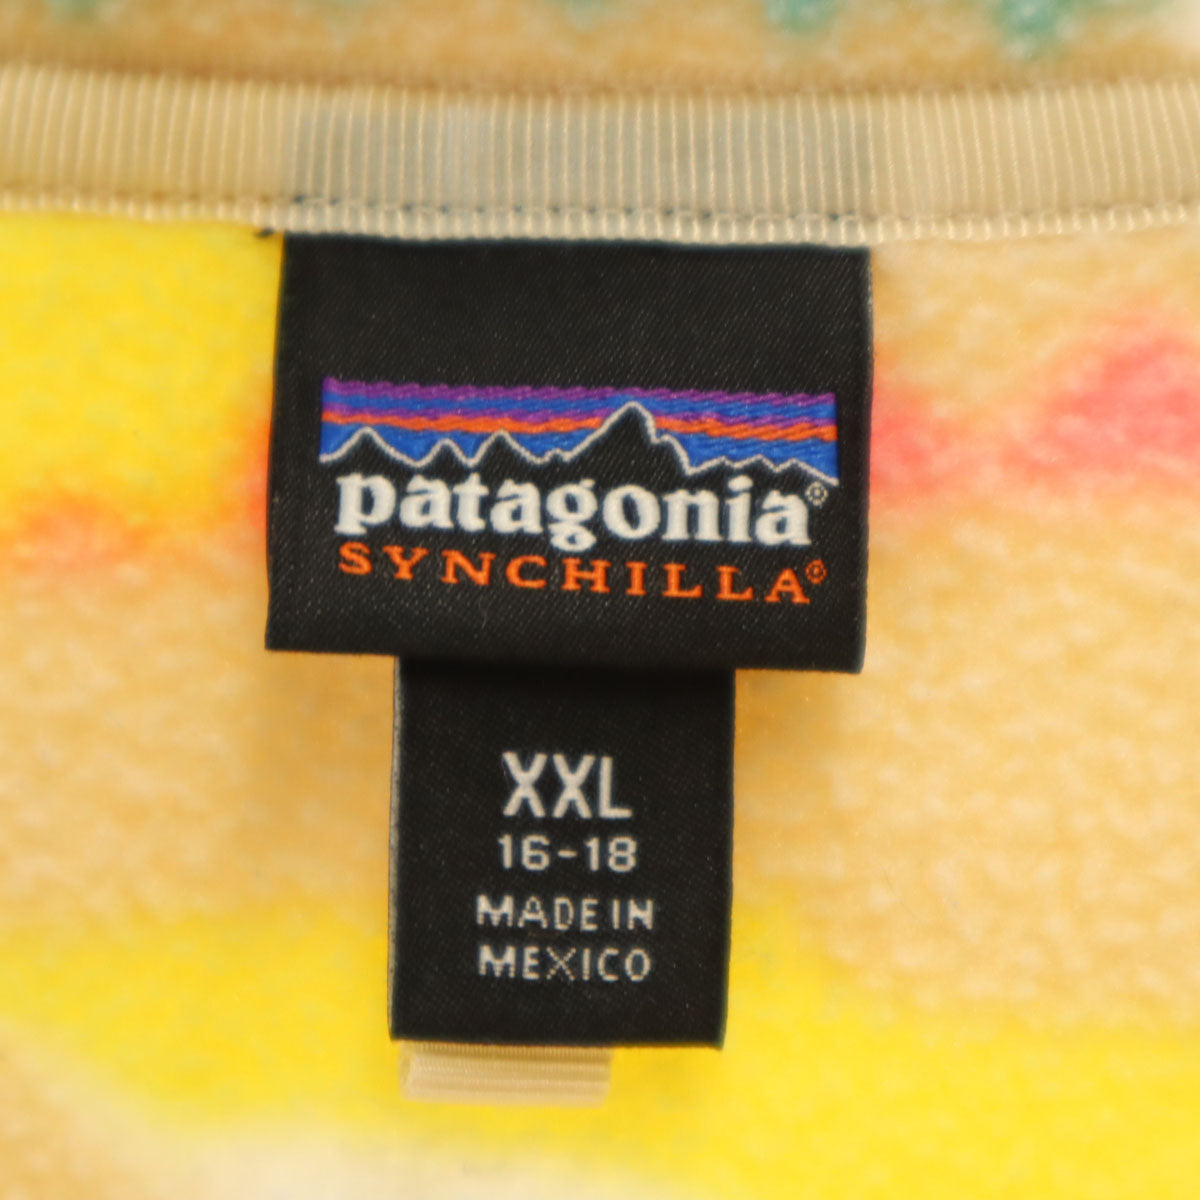 patagonia®
SYNCHILLA®
XXL
16-18
MADE IN
MEXICO